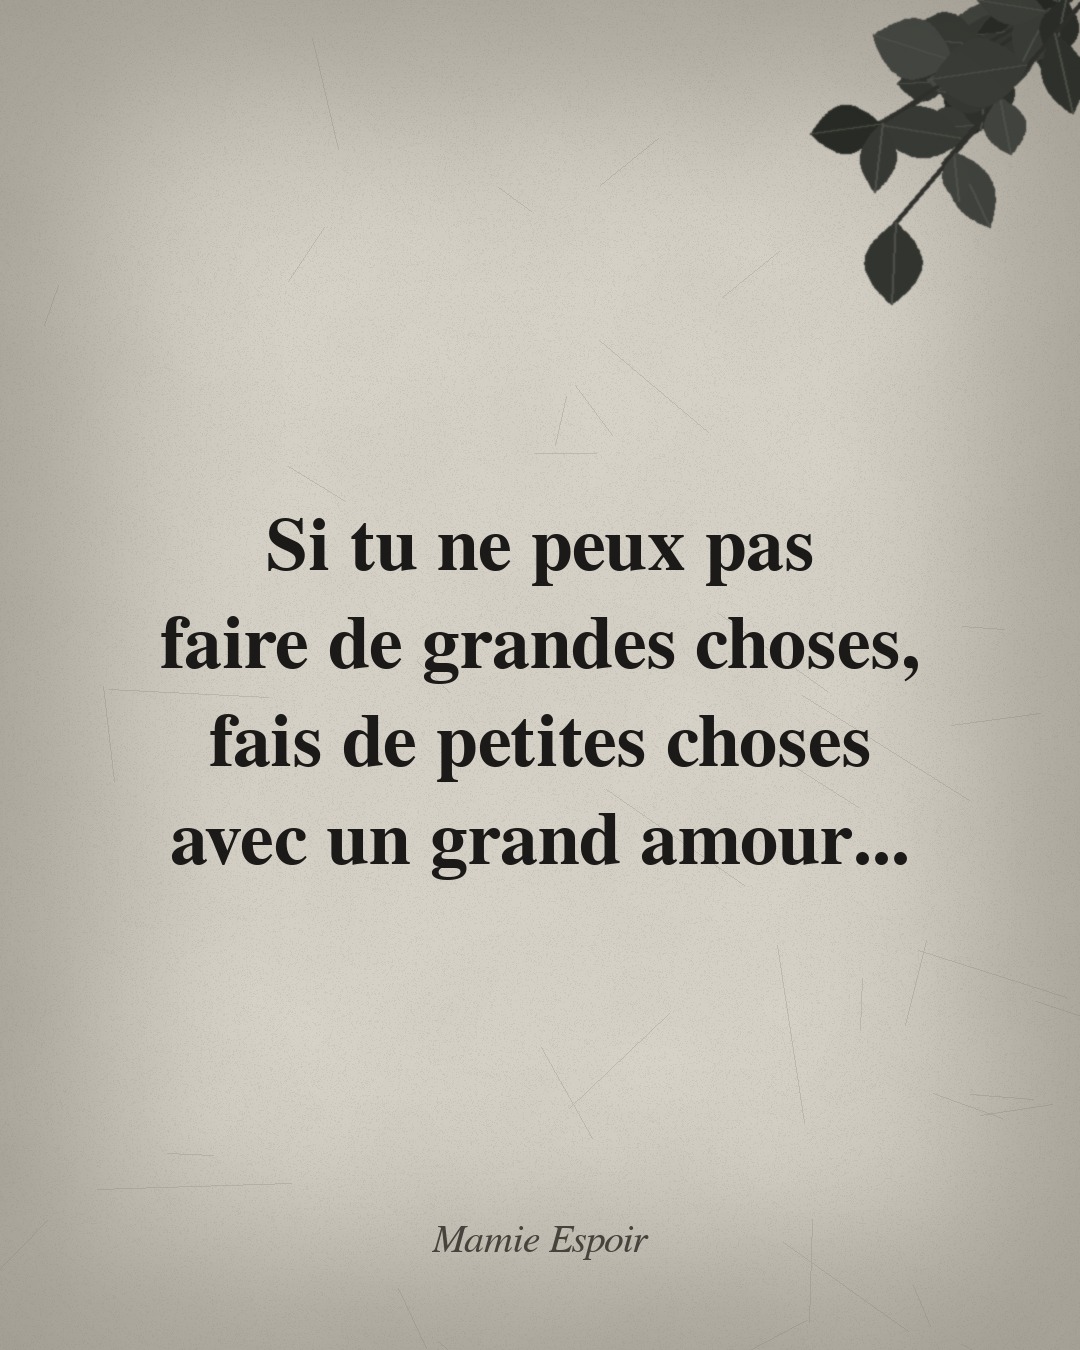 Si tu ne peux pas
faire de grandes choses,
fais de petites choses
avec un grand amour...
Mamie Espoir